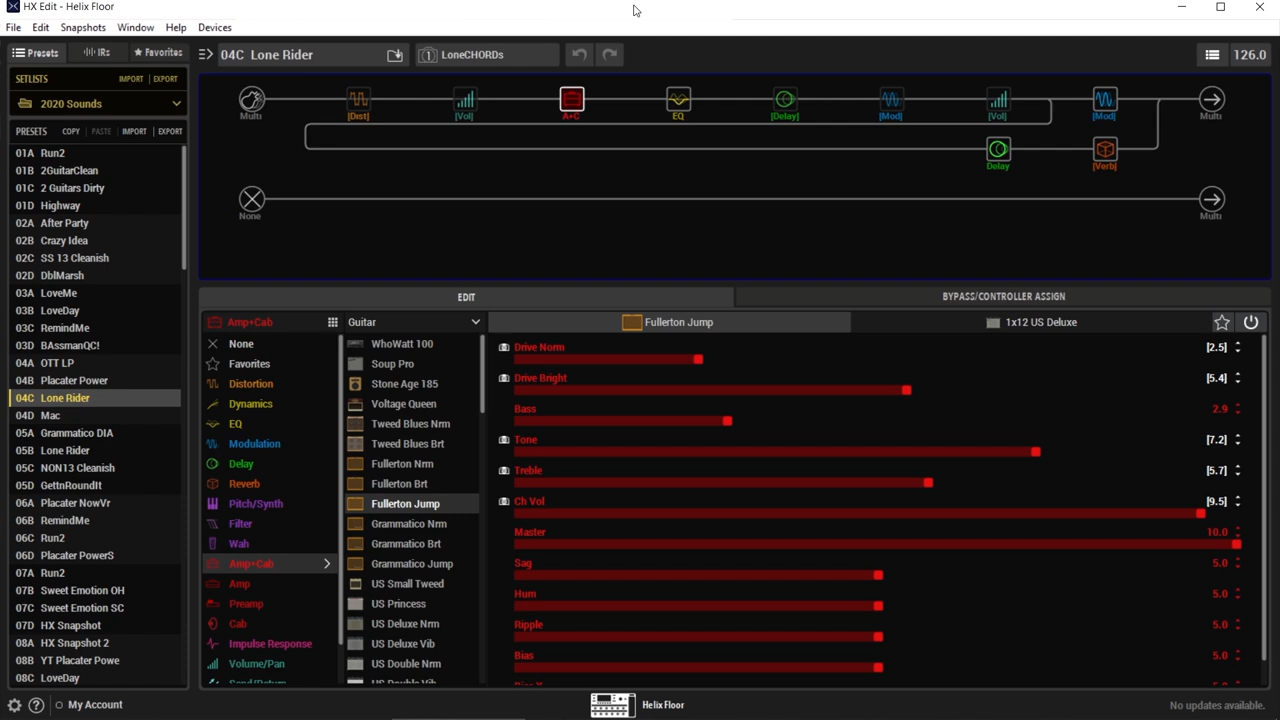 HX Edit - Helix Floor
File Edit Snapshots Window Help Devices
Presets IRs Favorites
04C Lone Rider 1 LoneCHORDs 126.0
SETLISTS IMPORT EXPORT
2020 Sounds
PRESETS COPY PASTE IMPORT EXPORT
01A Run2
01B 2GuitarClean
01C 2 Guitars Dirty
01D Highway
02A After Party
02B Crazy Idea
02C SS 13 Cleanish
02D DblMarsh
03A LoveMe
03B LoveDay
03C RemindMe
03D BAssmanQC!
04A OTT LP
04B Placater Power
04C Lone Rider
04D Mac
05A Grammatico DIA
05B Lone Rider
05C NON13 Cleanish
05D GettnRoundIt
06A Placater NowVr
06B RemindMe
06C Run2
06D Placater PowerS
07A Run2
07B Sweet Emotion OH
07C Sweet Emotion SC
07D HX Snapshot
08A HX Snapshot 2
08B YT Placater Powe
08C LoveDay
Multi [Dist] [Vol] A+C EQ [Delay] [Mod] [Vol] [Mod] Multi
Delay [Verb]
None Multi
EDIT BYPASS/CONTROLLER ASSIGN
Amp+Cab Guitar Fullerton Jump 1x12 US Deluxe
None
Favorites
Distortion
Dynamics
EQ
Modulation
Delay
Reverb
Pitch/Synth
Filter
Wah
Amp+Cab
Amp
Preamp
Cab
Impulse Response
Volume/Pan
Send/Return
WhoWatt 100
Soup Pro
Stone Age 185
Voltage Queen
Tweed Blues Nrm
Tweed Blues Brt
Fullerton Nrm
Fullerton Brt
Fullerton Jump
Grammatico Nrm
Grammatico Brt
Grammatico Jump
US Small Tweed
US Princess
US Deluxe Nrm
US Deluxe Vib
US Double Nrm
US Double Vib
Drive Norm [2.5]
Drive Bright [5.4]
Bass 2.9
Tone [7.2]
Treble [5.7]
Ch Vol [9.5]
Master 10.0
Sag 5.0
Hum 5.0
Ripple 5.0
Bias 5.0
Bias X
My Account Helix Floor No updates available.